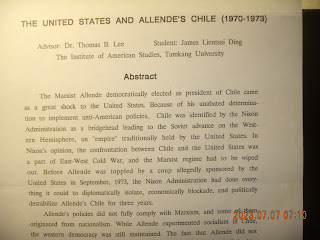 THE UNITED STATES AND ALLENDE'S CHILE (1970-1973)
Advisor: Dr. Thomas B. Lee Student: James Lientsui Ding
The Institute of American Studies, Tamkang University
Abstract
The Marxist Allende democratically elected as president of Chile came
as a great shock to the United States. Because of his unabated determina-
tion to implement anti-American policies, Chile was identified by the Nixon
Administration as a bridgehead leading to the Soviet advance on the West-
ern Hemisphere, an "empire" traditionally held by the United States. In
Nixon's opinion, the confrontation between Chile and the United States was
a part of East-West Cold War, and the Marxist regime had to be wiped
out. Before Allende was toppled by a coup allegedly sponsored by the
United States in September, 1973, the Nixon Administration had done every-
thing it could to diplomatically isolate, economically blockade, and politically
destabilize Allende's Chile for three years.
Allende's policies did not fully comply with Marxism, and some of them
originated from nationalism. While Allende experimented socialism in Chile,
the western democracy was still maintained. The fact that Allende did not
2023.07.07 07:10